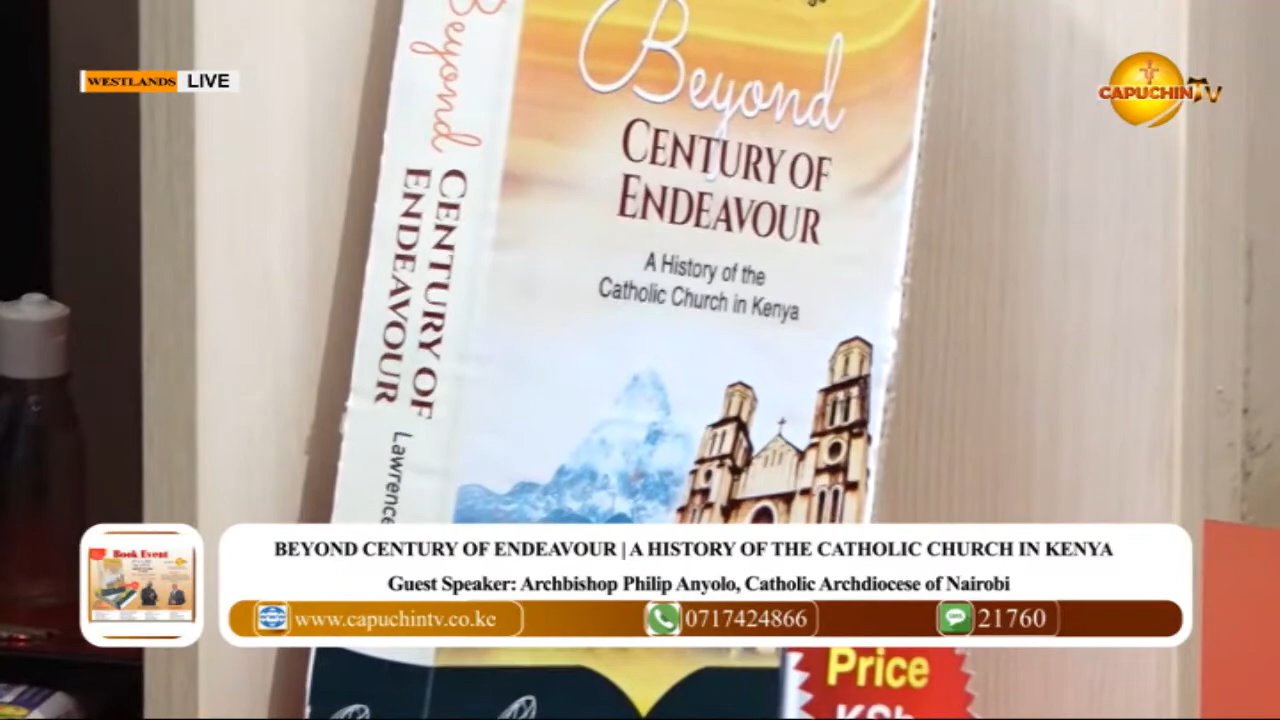 WESTLANDS LIVE
CAPUCHIN TV
Beyond
CENTURY OF
ENDEAVOUR
A History of the
Catholic Church in Kenya
Beyond
CENTURY OF
ENDEAVOUR
Lawrence
Book Event
BEYOND CENTURY OF ENDEAVOUR | A HISTORY OF THE CATHOLIC CHURCH IN KENYA
Guest Speaker: Archbishop Philip Anyolo, Catholic Archdiocese of Nairobi
www.capuchintv.co.ke 0717424866 21760
Price
KSh